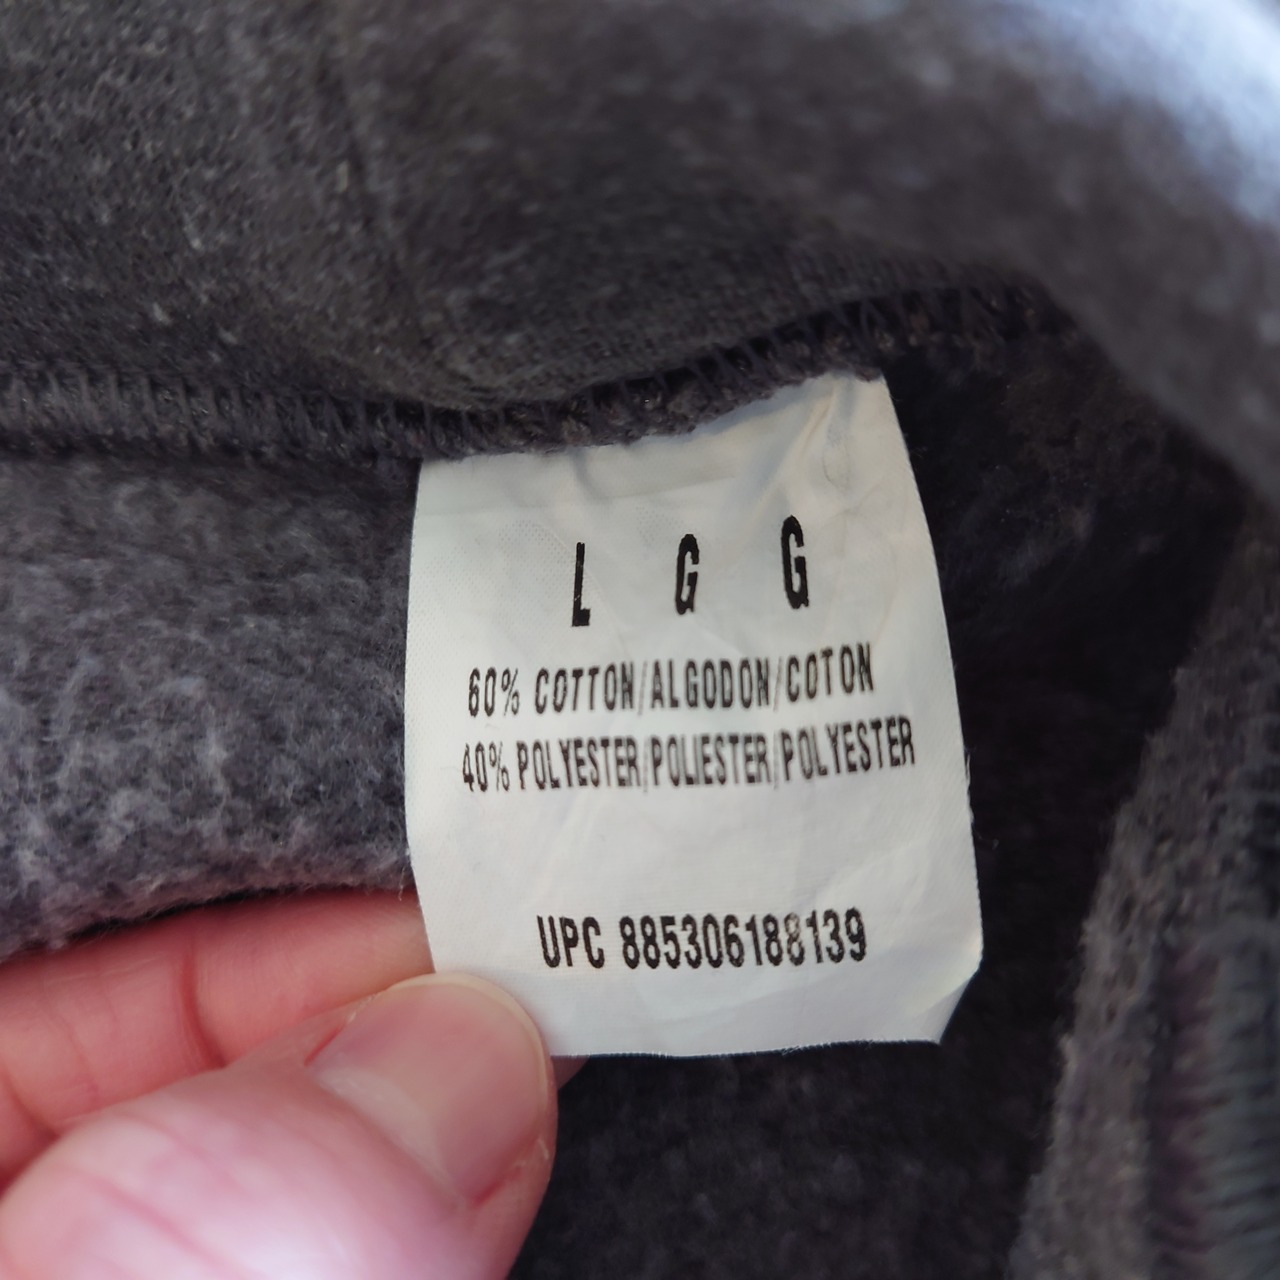 L G G
60% COTTON/ALGODON/COTON
40% POLYESTER/POLIESTER/POLYESTER
UPC 885306188139